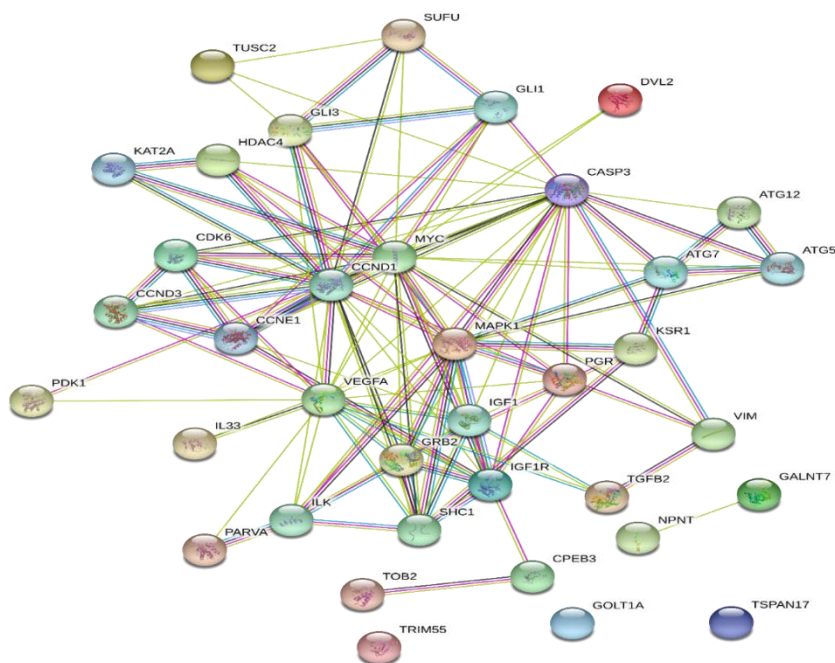 SUFU
TUSC2
DVL2
GLI1
GLI3
HDAC4
KAT2A
CASP3
ATG12
MYC
CDK6
ATG5
ATG7
CCND1
CCND3
CCNE1
MAPK1
KSR1
PGR
PDK1
VEGFA
IGF1
VIM
IL33
GRB2
IGF1R
TGFB2
GALNT7
ILK
SHC1
NPNT
PARVA
CPEB3
TOB2
GOLT1A
TSPAN17
TRIM55